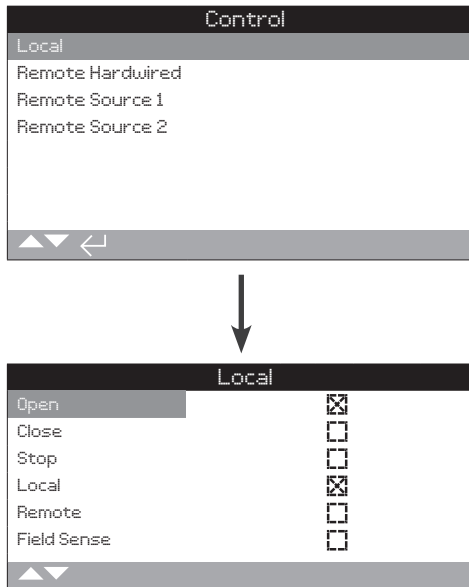 Control
Local
Remote Hardwired
Remote Source 1
Remote Source 2
Local
Open
Close
Stop
Local
Remote
Field Sense